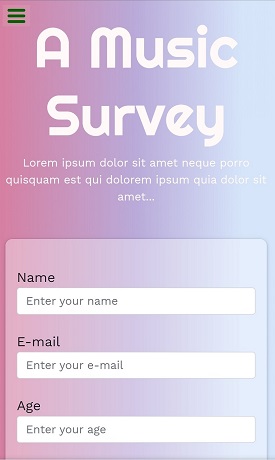 A Music
Survey
Lorem ipsum dolor sit amet neque porro
quisquam est qui dolorem ipsum quia dolor sit
amet...
Name
Enter your name
E-mail
Enter your e-mail
Age
Enter your age